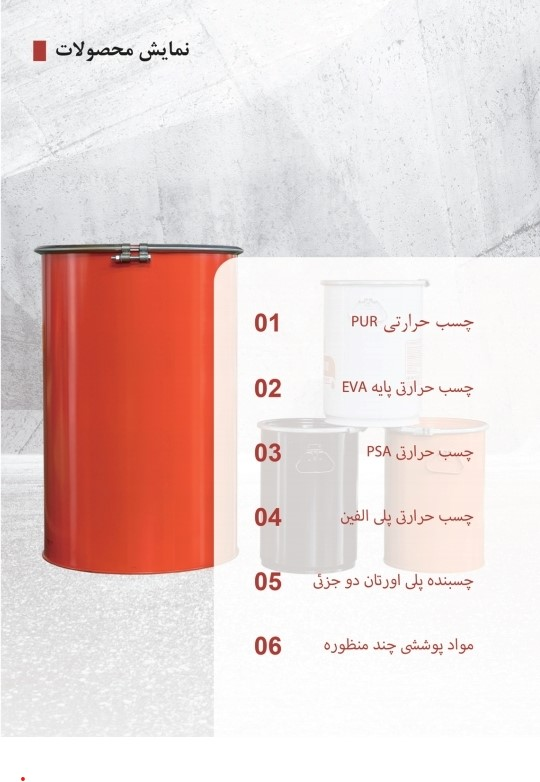 نمایش محصولات
01 چسب حرارتی PUR
02 چسب حرارتی پایه EVA
03 چسب حرارتی PSA
04 چسب حرارتی پلی الفین
05 چسبنده پلی اورتان دو جزئ
06 مواد پوششی چند منظوره